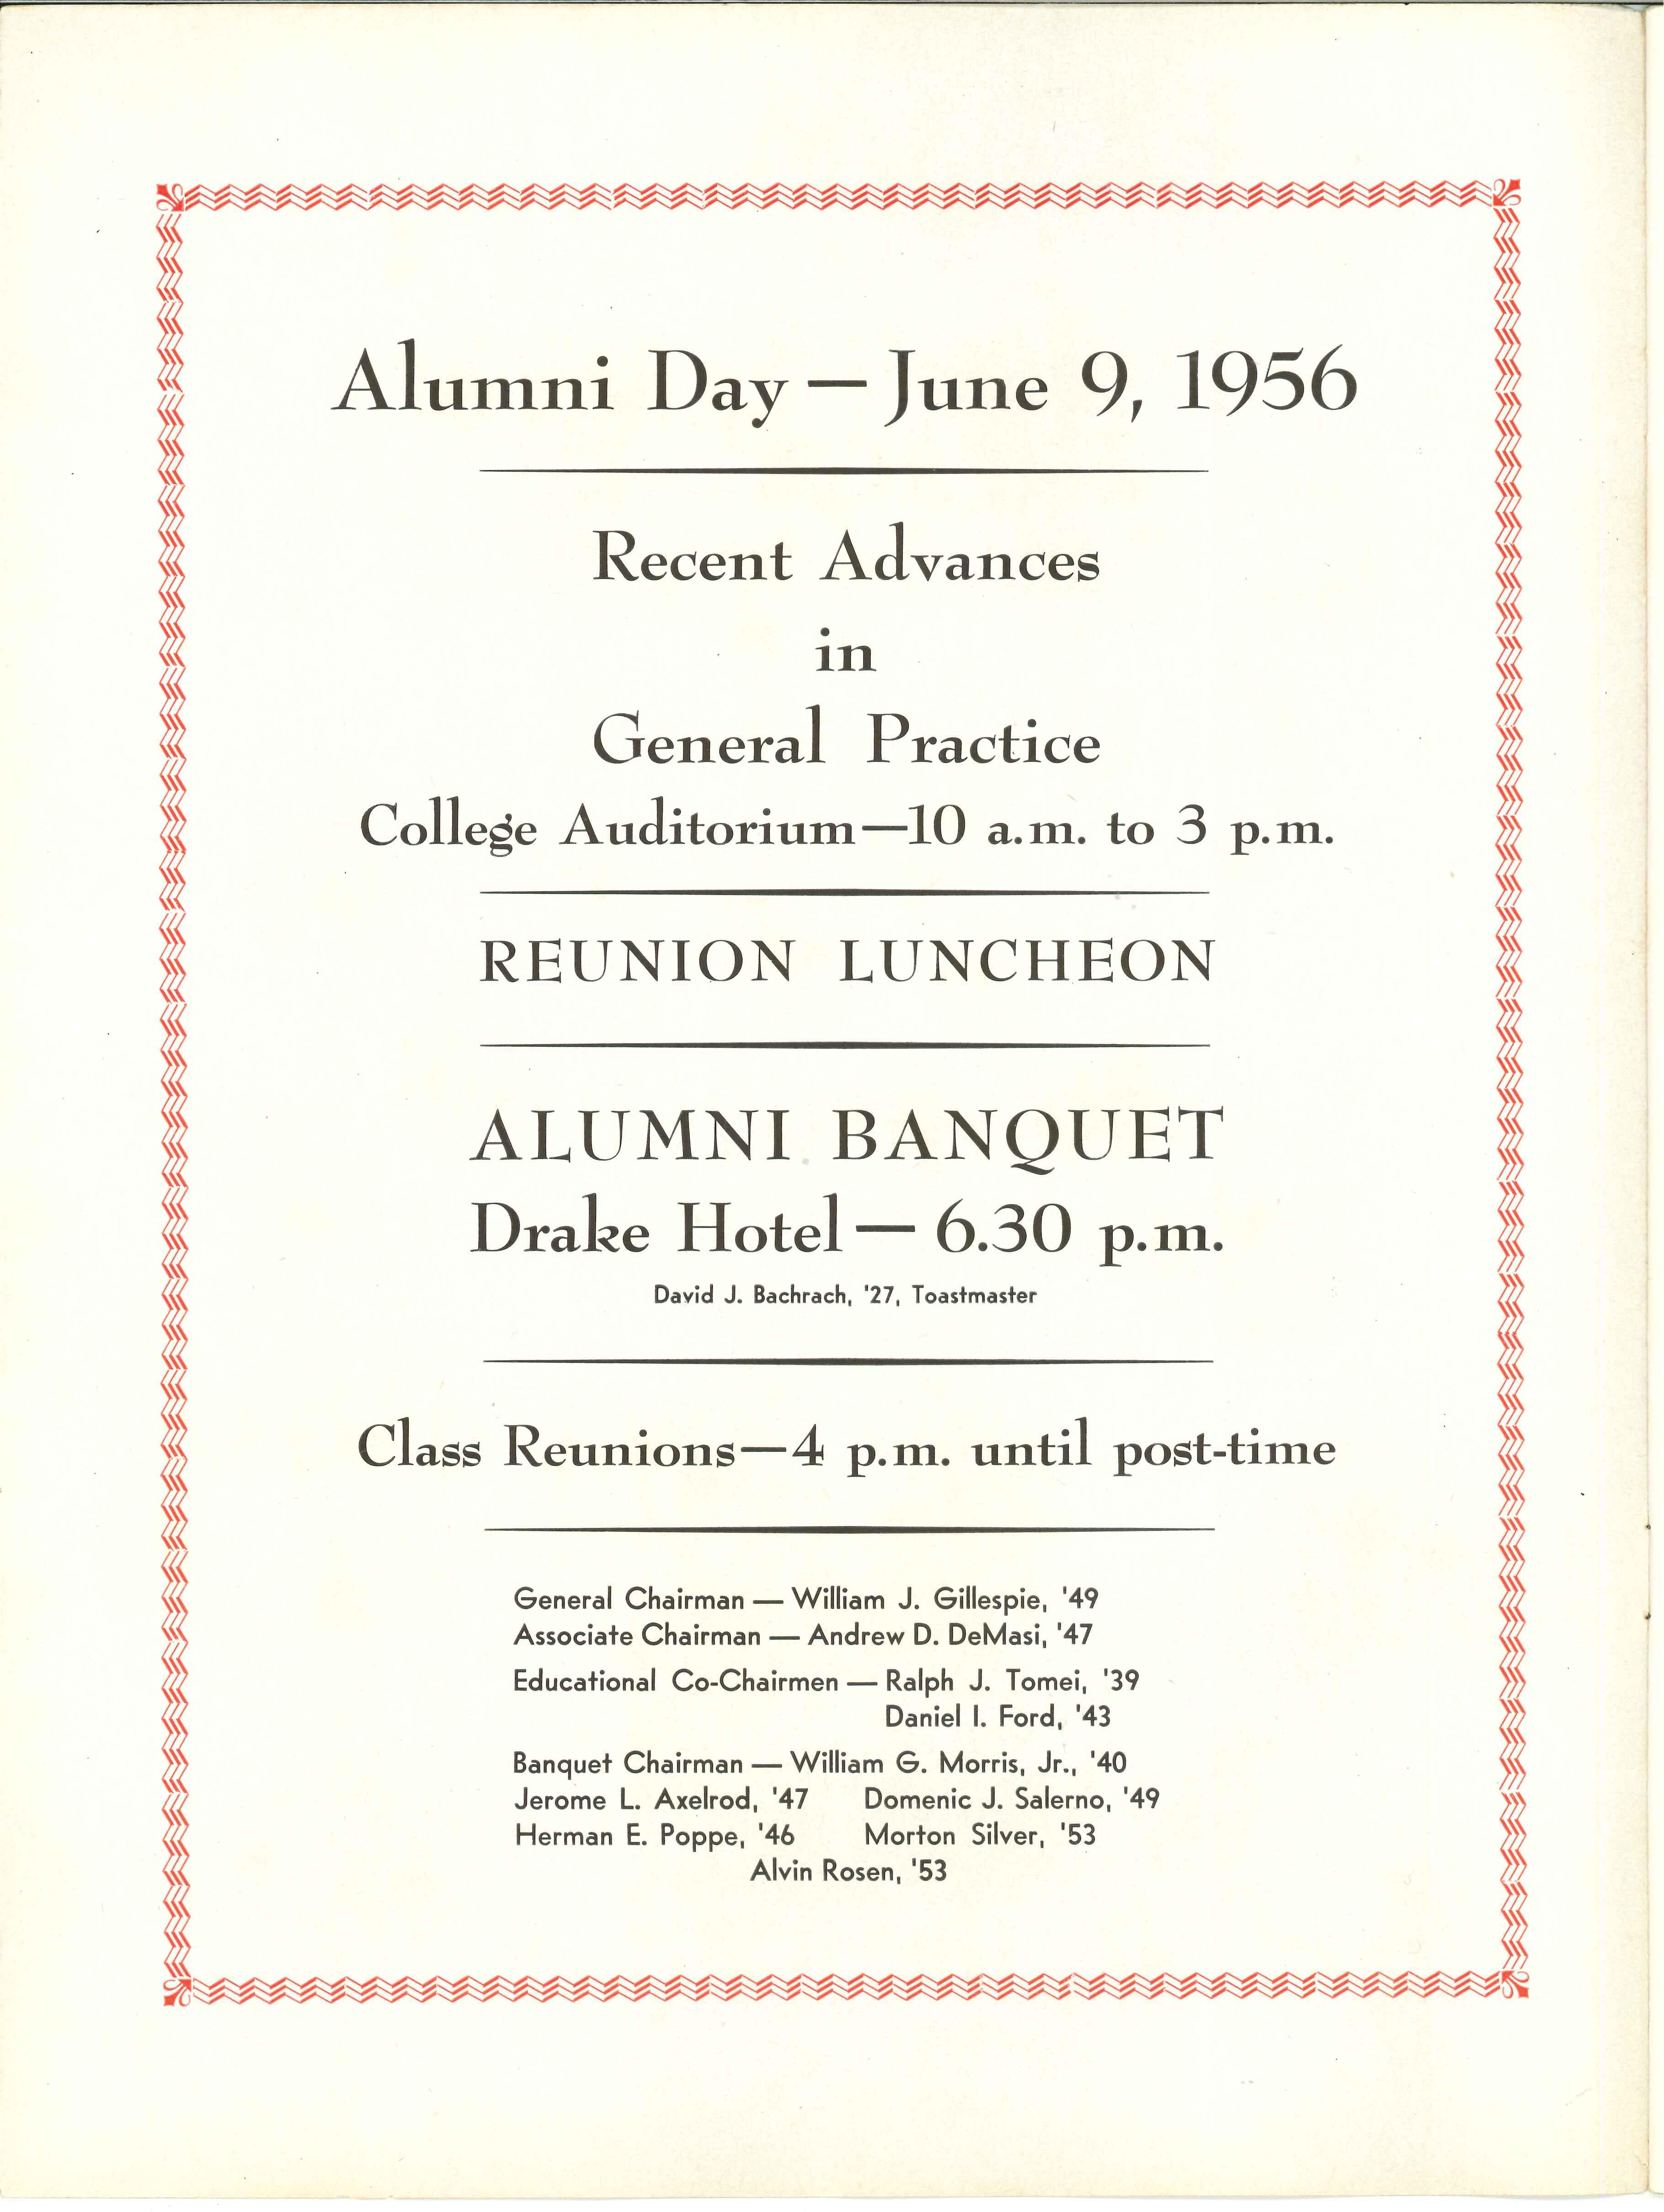 Alumni Day — June 9, 1956
Recent Advances
in
General Practice
College Auditorium—10 a.m. to 3 p.m.
REUNION LUNCHEON
ALUMNI BANQUET
Drake Hotel — 6.30 p.m.
David J. Bachrach, '27, Toastmaster
Class Reunions—4 p.m. until post-time
General Chairman — William J. Gillespie, '49
Associate Chairman — Andrew D. DeMasi, '47
Educational Co-Chairmen — Ralph J. Tomei, '39
Daniel I. Ford, '43
Banquet Chairman — William G. Morris, Jr., '40
Jerome L. Axelrod, '47 Domenic J. Salerno, '49
Herman E. Poppe, '46 Morton Silver, '53
Alvin Rosen, '53